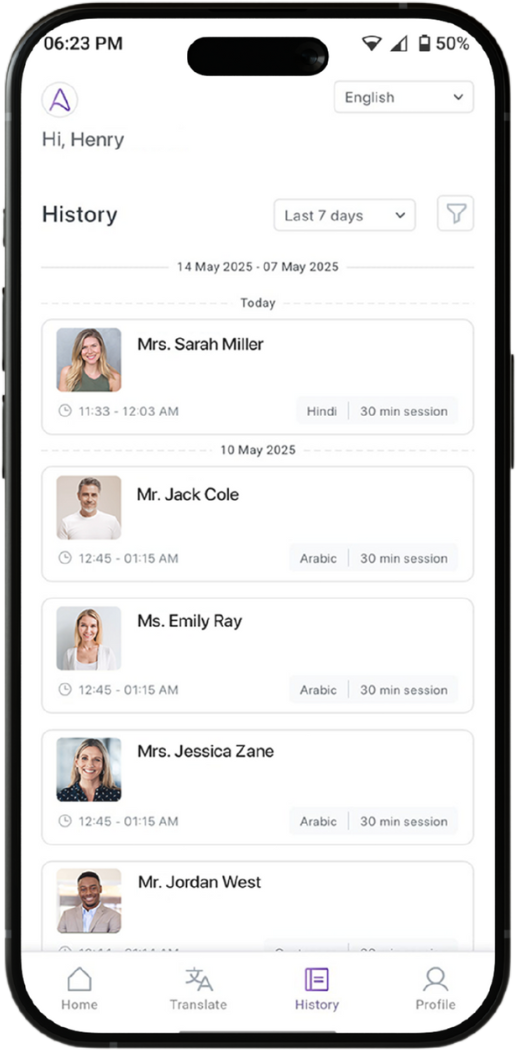 06:23 PM 50%
English
Hi, Henry
History Last 7 days
14 May 2025 - 07 May 2025
Today
Mrs. Sarah Miller
11:33 - 12:03 AM Hindi 30 min session
10 May 2025
Mr. Jack Cole
12:45 - 01:15 AM Arabic 30 min session
Ms. Emily Ray
12:45 - 01:15 AM Arabic 30 min session
Mrs. Jessica Zane
12:45 - 01:15 AM Arabic 30 min session
Mr. Jordan West
Home Translate History Profile